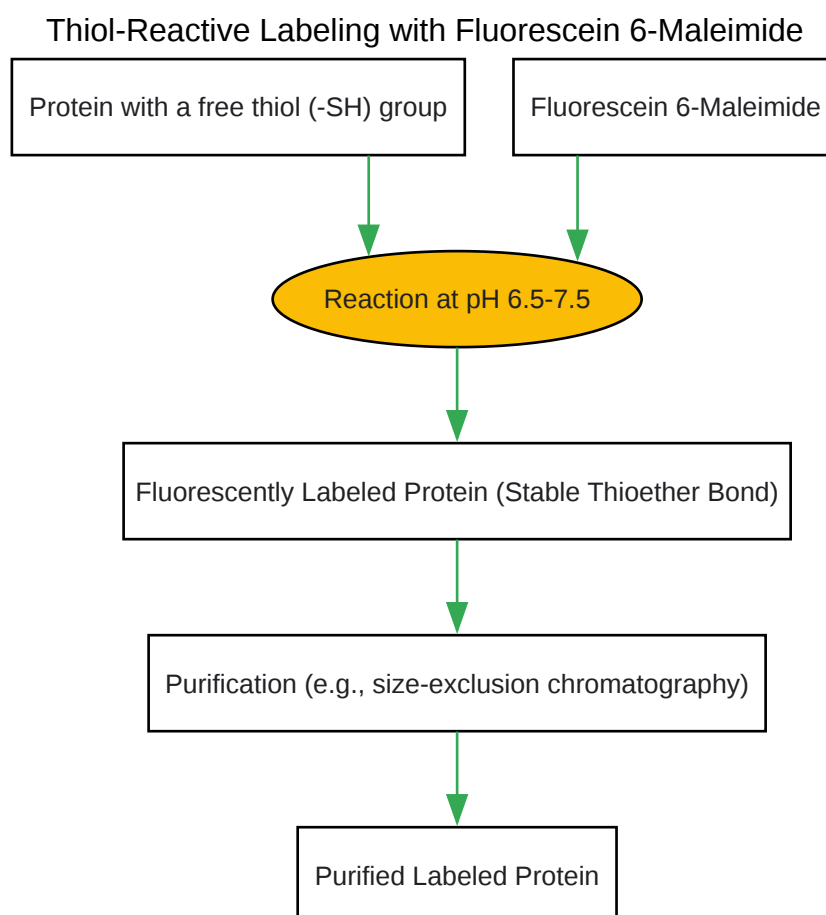 Thiol-Reactive Labeling with Fluorescein 6-Maleimide
Protein with a free thiol (-SH) group
Fluorescein 6-Maleimide
Reaction at pH 6.5-7.5
Fluorescently Labeled Protein (Stable Thioether Bond)
Purification (e.g., size-exclusion chromatography)
Purified Labeled Protein